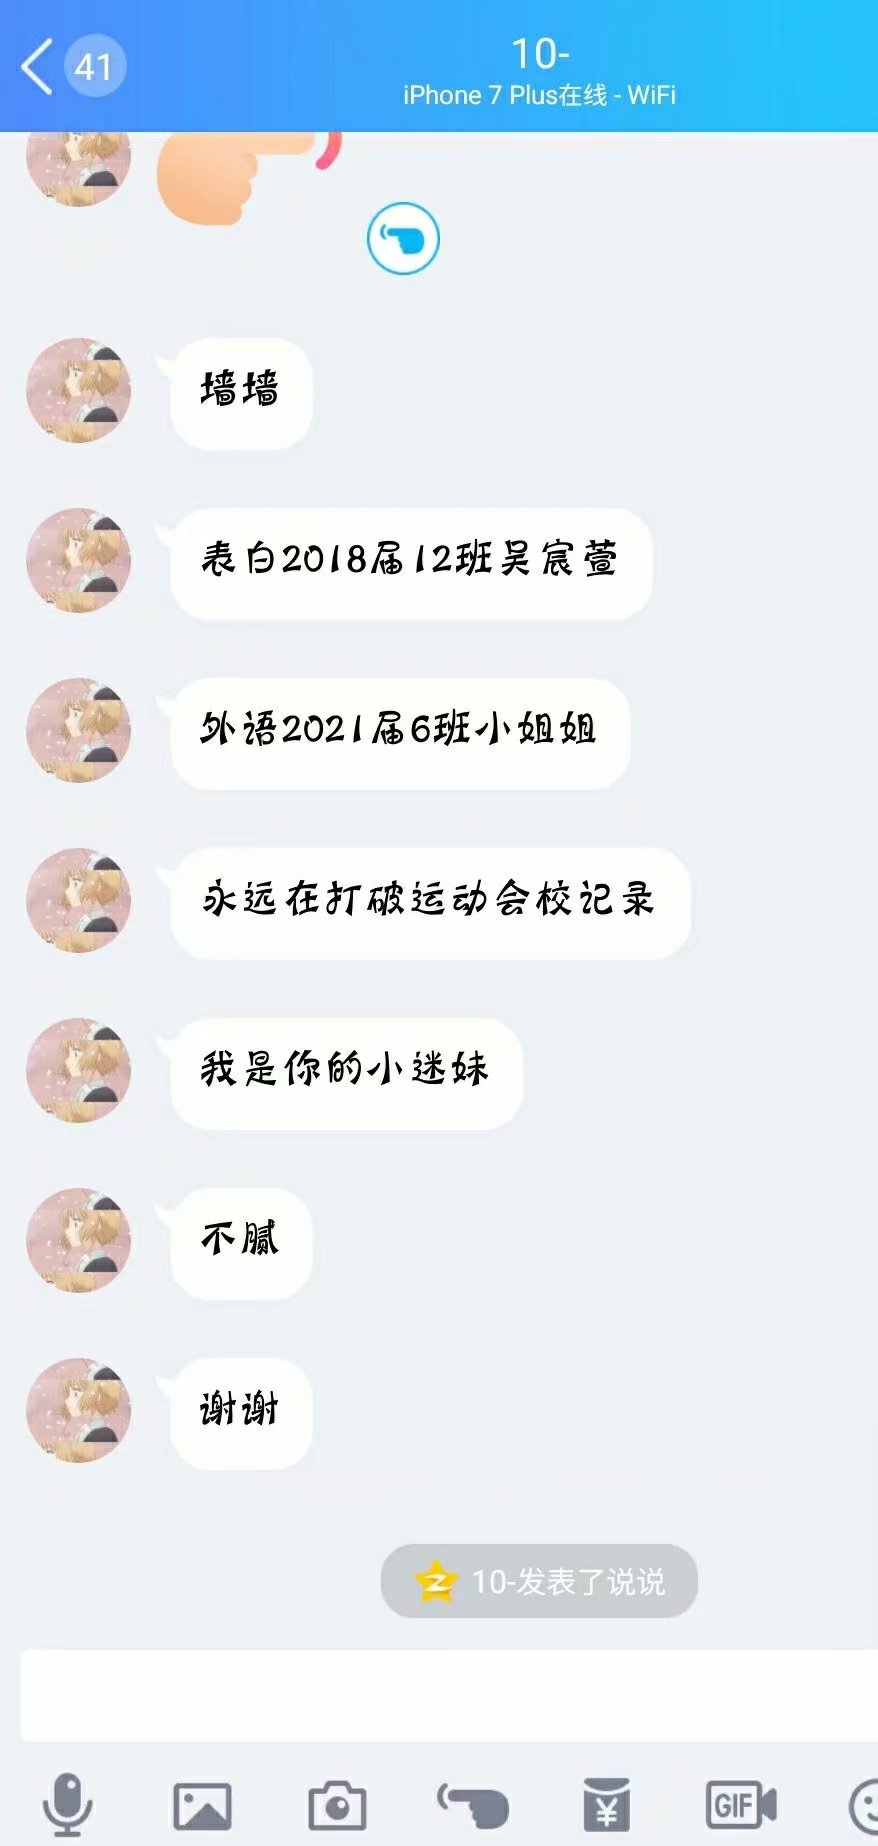 41
10-
iPhone 7 Plus在线 - WiFi
墙墙
表白2018届12班吴宸萱
外语2021届6班小姐姐
永远在打破运动会校记录
我是你的小迷妹
不腻
谢谢
10-发表了说说
¥
GIF